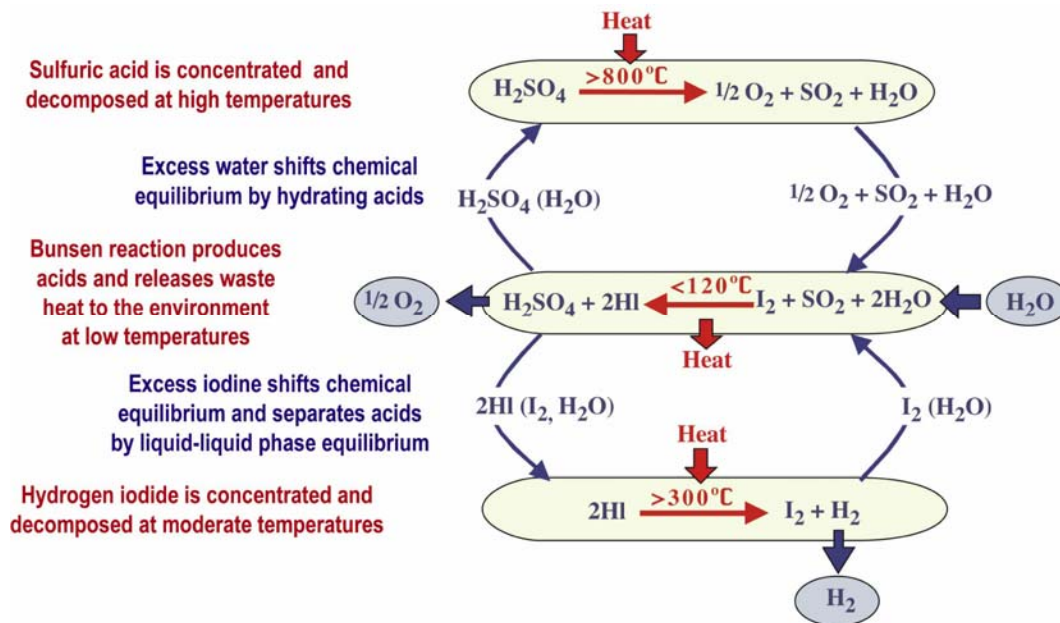 Heat
Sulfuric acid is concentrated and
decomposed at high temperatures
H₂SO₄
>800°C
1/2 O₂ + SO₂ + H₂O
Excess water shifts chemical
equilibrium by hydrating acids
H₂SO₄ (H₂O)
1/2 O₂ + SO₂ + H₂O
Bunsen reaction produces
acids and releases waste
heat to the environment
at low temperatures
1/2 O₂
H₂SO₄ + 2HI
<120°C
I₂ + SO₂ + 2H₂O
H₂O
Heat
Excess iodine shifts chemical
equilibrium and separates acids
by liquid-liquid phase equilibrium
2HI (I₂, H₂O)
I₂ (H₂O)
Heat
Hydrogen iodide is concentrated and
decomposed at moderate temperatures
2HI
>300°C
I₂ + H₂
H₂